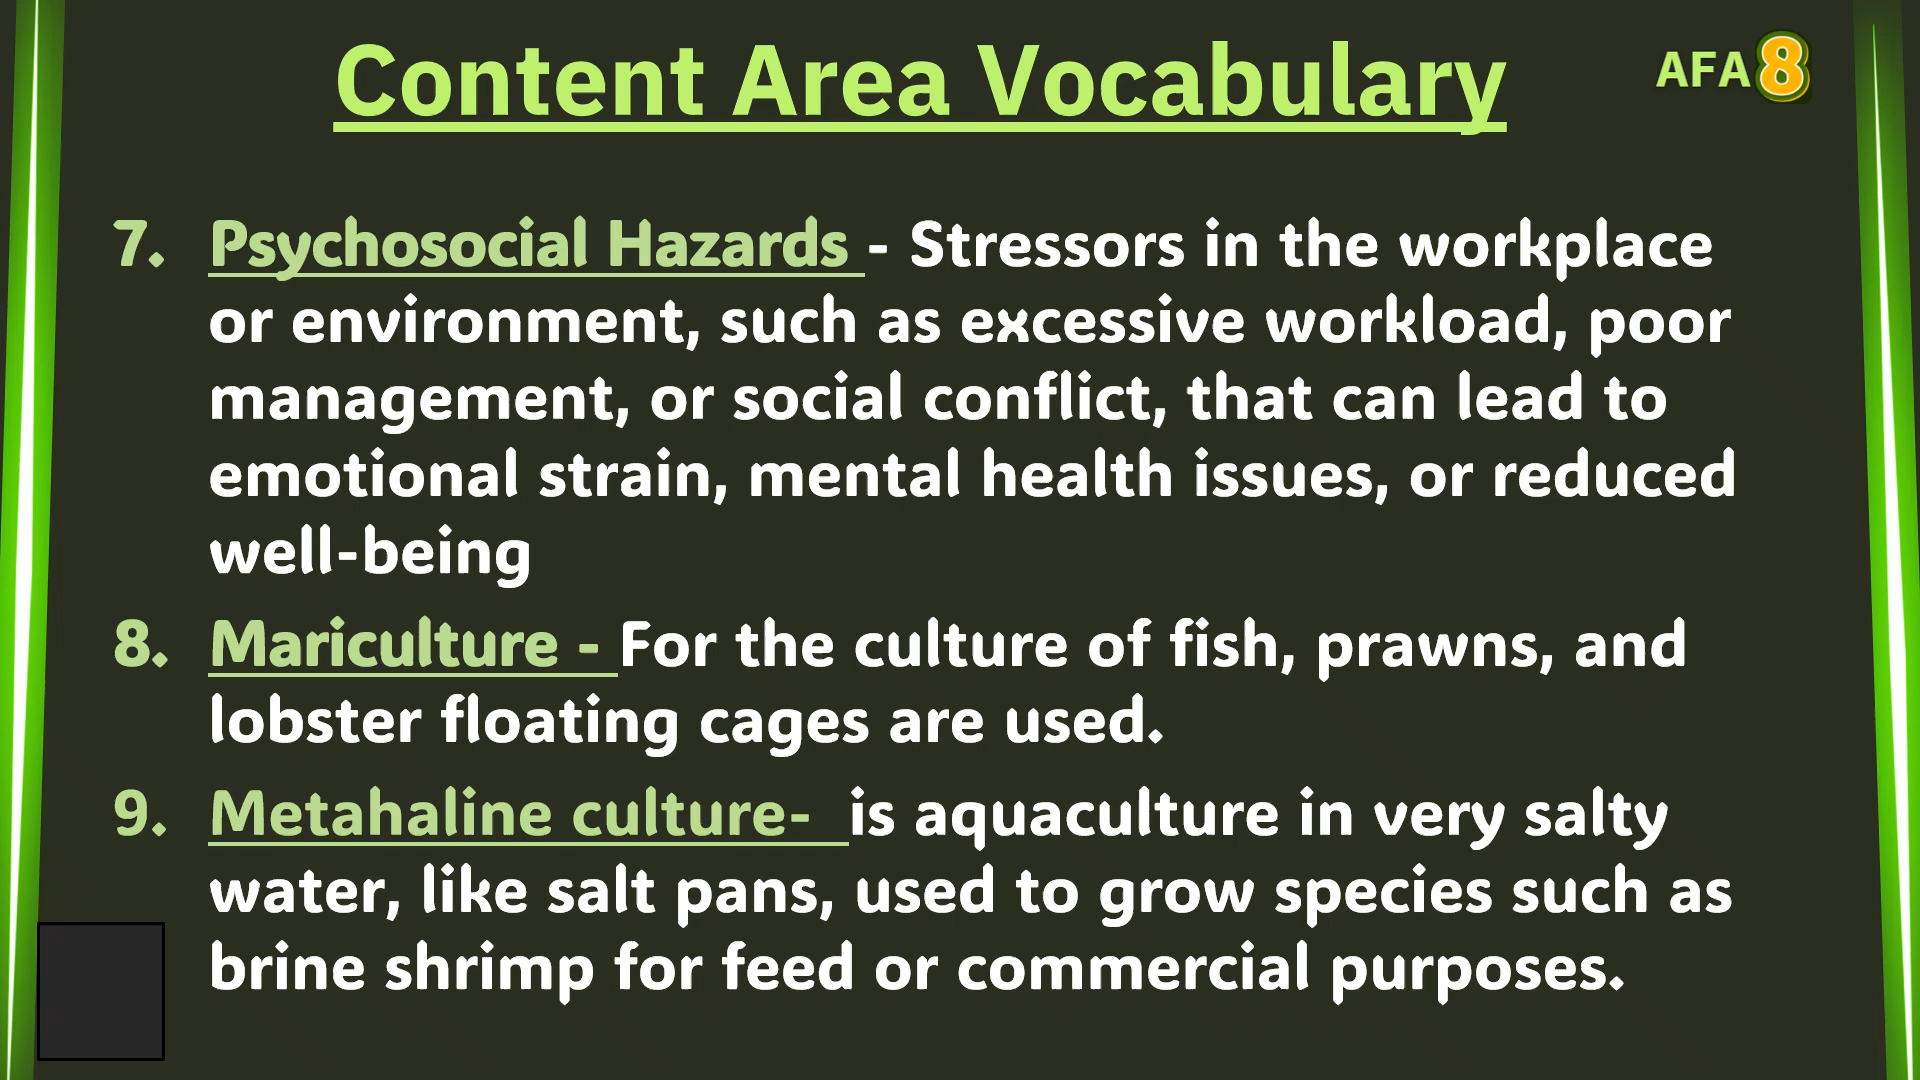 Content Area Vocabulary
AFA 8
7. Psychosocial Hazards - Stressors in the workplace
or environment, such as excessive workload, poor
management, or social conflict, that can lead to
emotional strain, mental health issues, or reduced
well-being
8. Mariculture - For the culture of fish, prawns, and
lobster floating cages are used.
9. Metahaline culture- is aquaculture in very salty
water, like salt pans, used to grow species such as
brine shrimp for feed or commercial purposes.